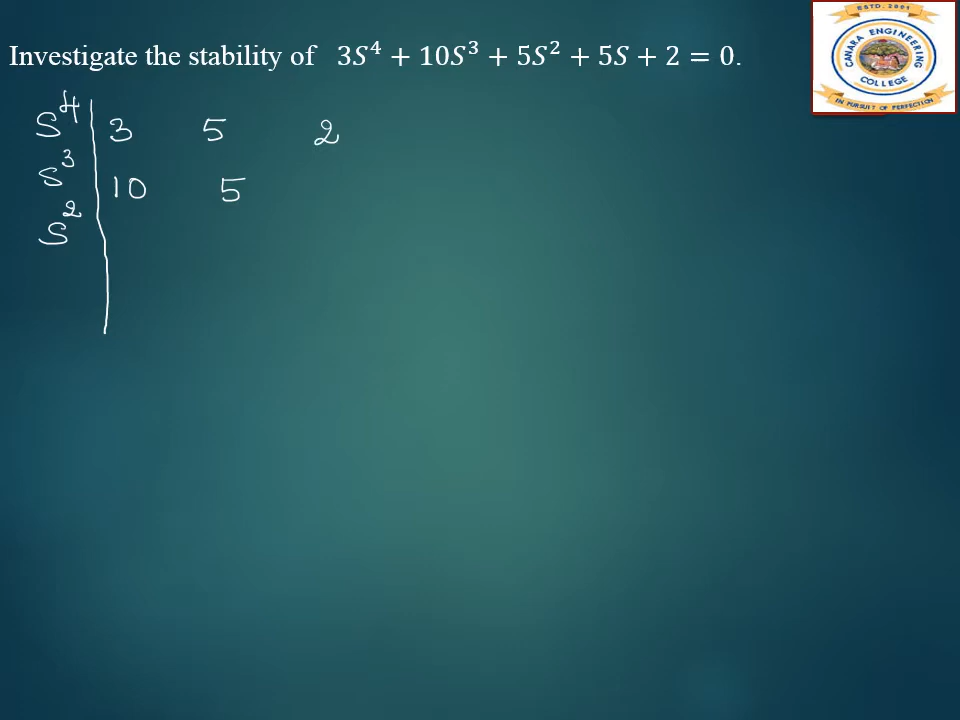 Investigate the stability of 3S⁴ + 10S³ + 5S² + 5S + 2 = 0.
ESTD. 2001
CANARA ENGINEERING COLLEGE
IN PURSUIT OF PERFECTION
S⁴ 3 5 2
S³ 10 5
S²